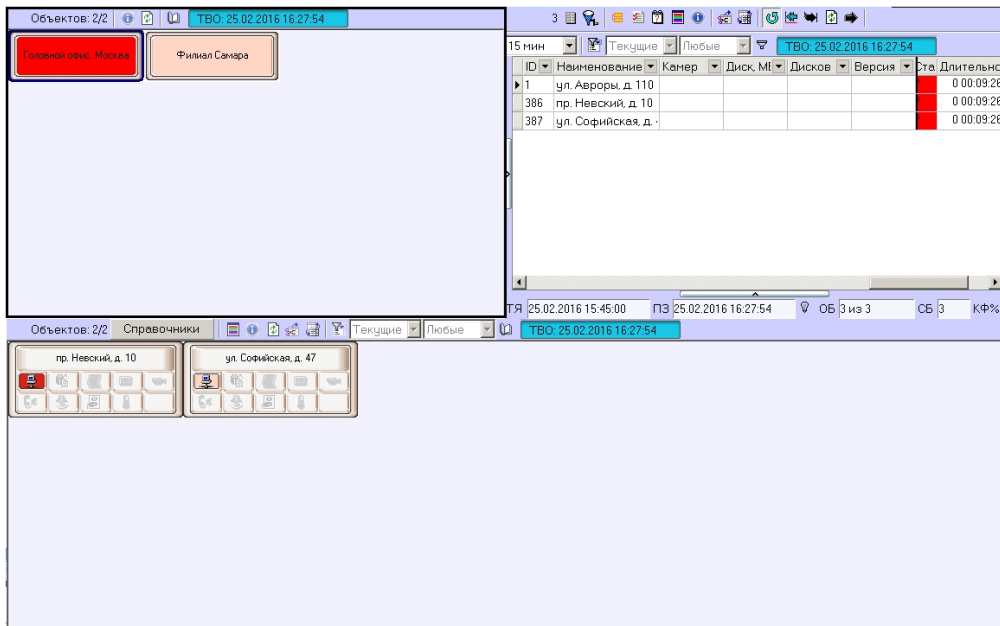 Объектов: 2/2 ТВО: 25.02.2016 16:27:54
Головной офис, Москва Филиал Самара
3
15 мин Текущие Любые ТВО: 25.02.2016 16:27:54
ID Наименование Камер Диск, МБ Дисков Версия Ста Длительно
1 ул. Авроры, д. 110 0 00:09:26
386 пр. Невский, д. 10 0 00:09:26
387 ул. Софийская, д. 0 00:09:26
ТЯ 25.02.2016 15:45:00 ПЗ 25.02.2016 16:27:54 ОБ 3 из 3 СБ 3 КФ%
Объектов: 2/2 Справочники Текущие Любые ТВО: 25.02.2016 16:27:54
пр. Невский, д. 10 ул. Софийская, д. 47